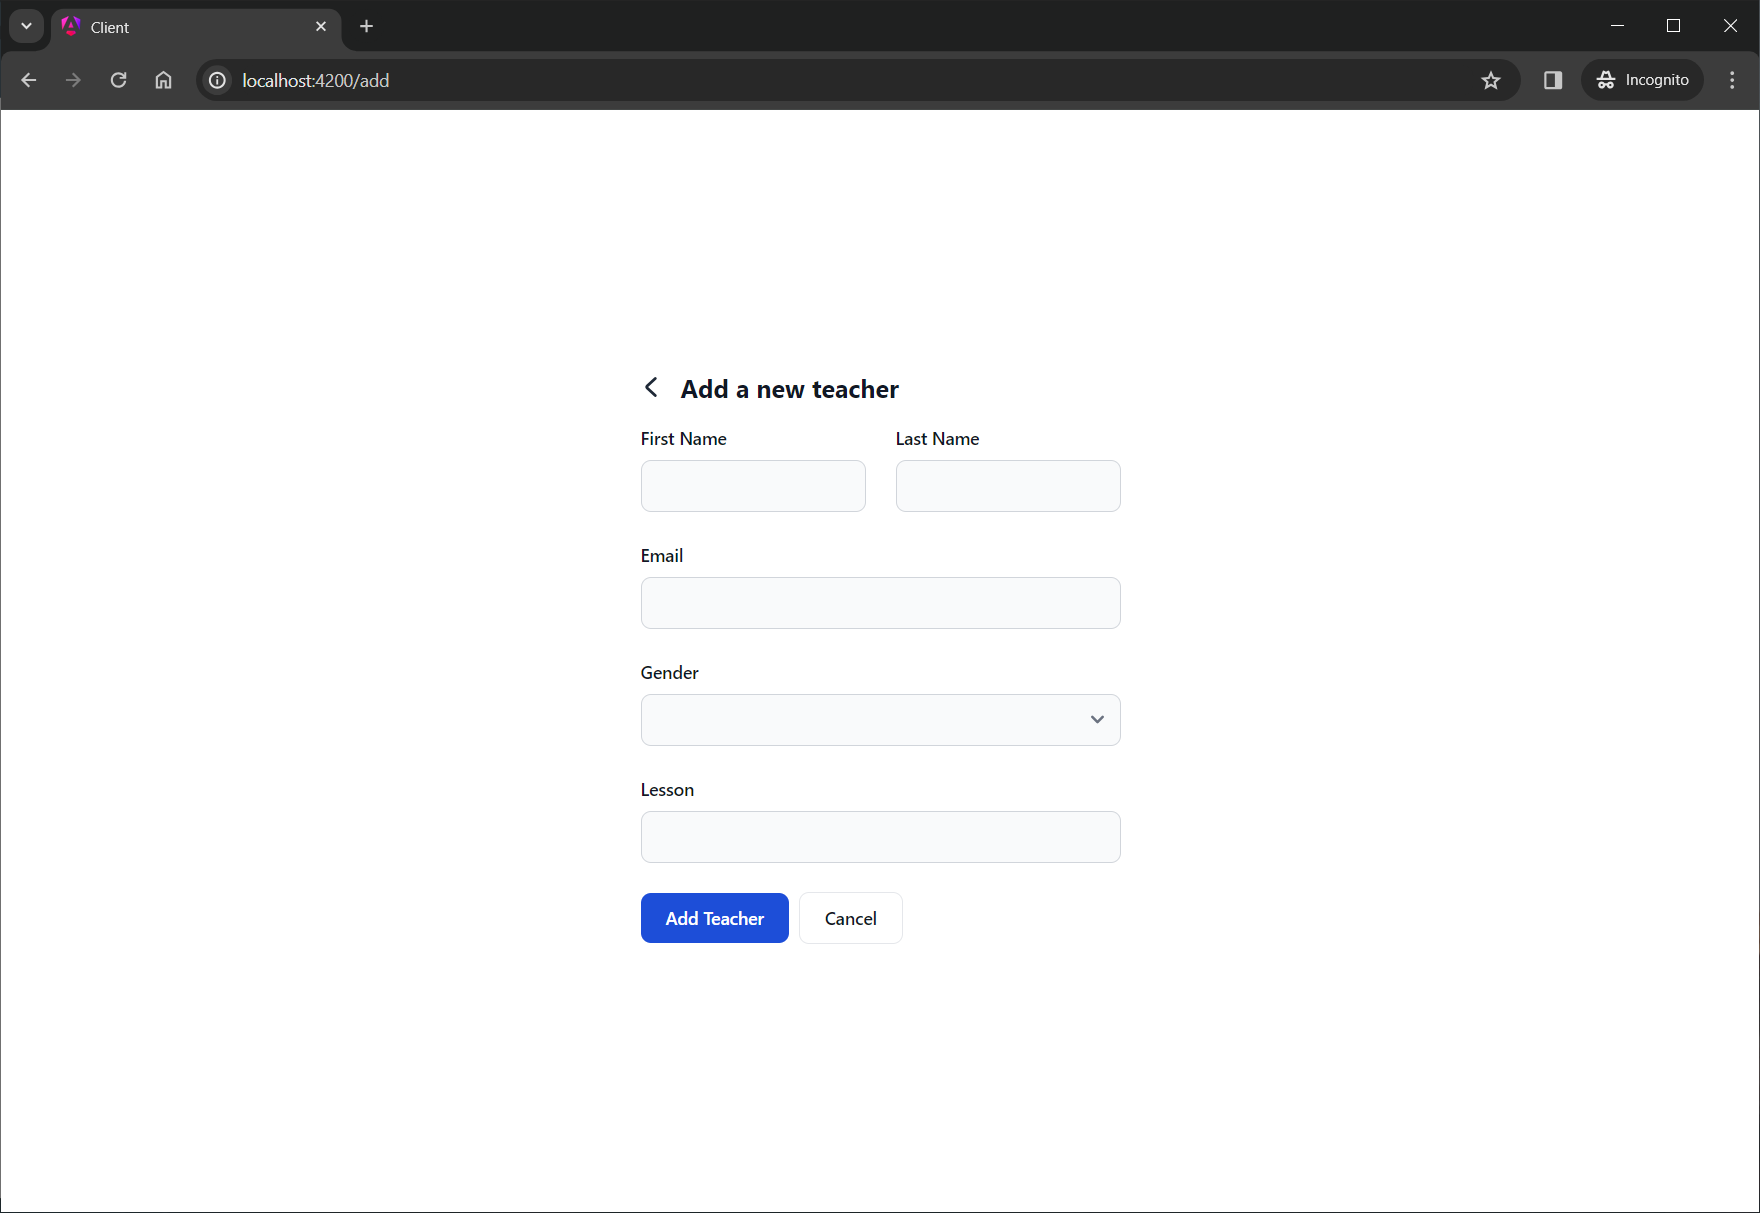 Client
localhost:4200/add
Incognito
Add a new teacher
First Name
Last Name
Email
Gender
Lesson
Add Teacher
Cancel